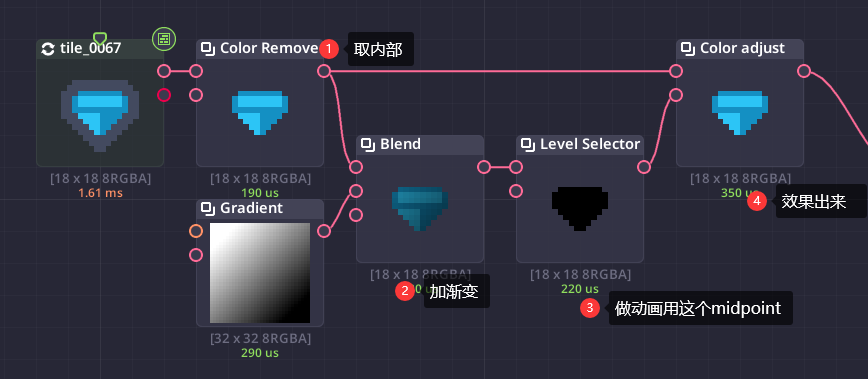 tile_0067
Color Remove
1
取内部
Color adjust
[18 x 18 8RGBA]
1.61 ms
[18 x 18 8RGBA]
190 us
Blend
Level Selector
[18 x 18 8RGBA]
350 us
4
效果出来
Gradient
[18 x 18 8RGBA]
0 us
2
加渐变
[18 x 18 8RGBA]
220 us
3
做动画用这个midpoint
[32 x 32 8RGBA]
290 us